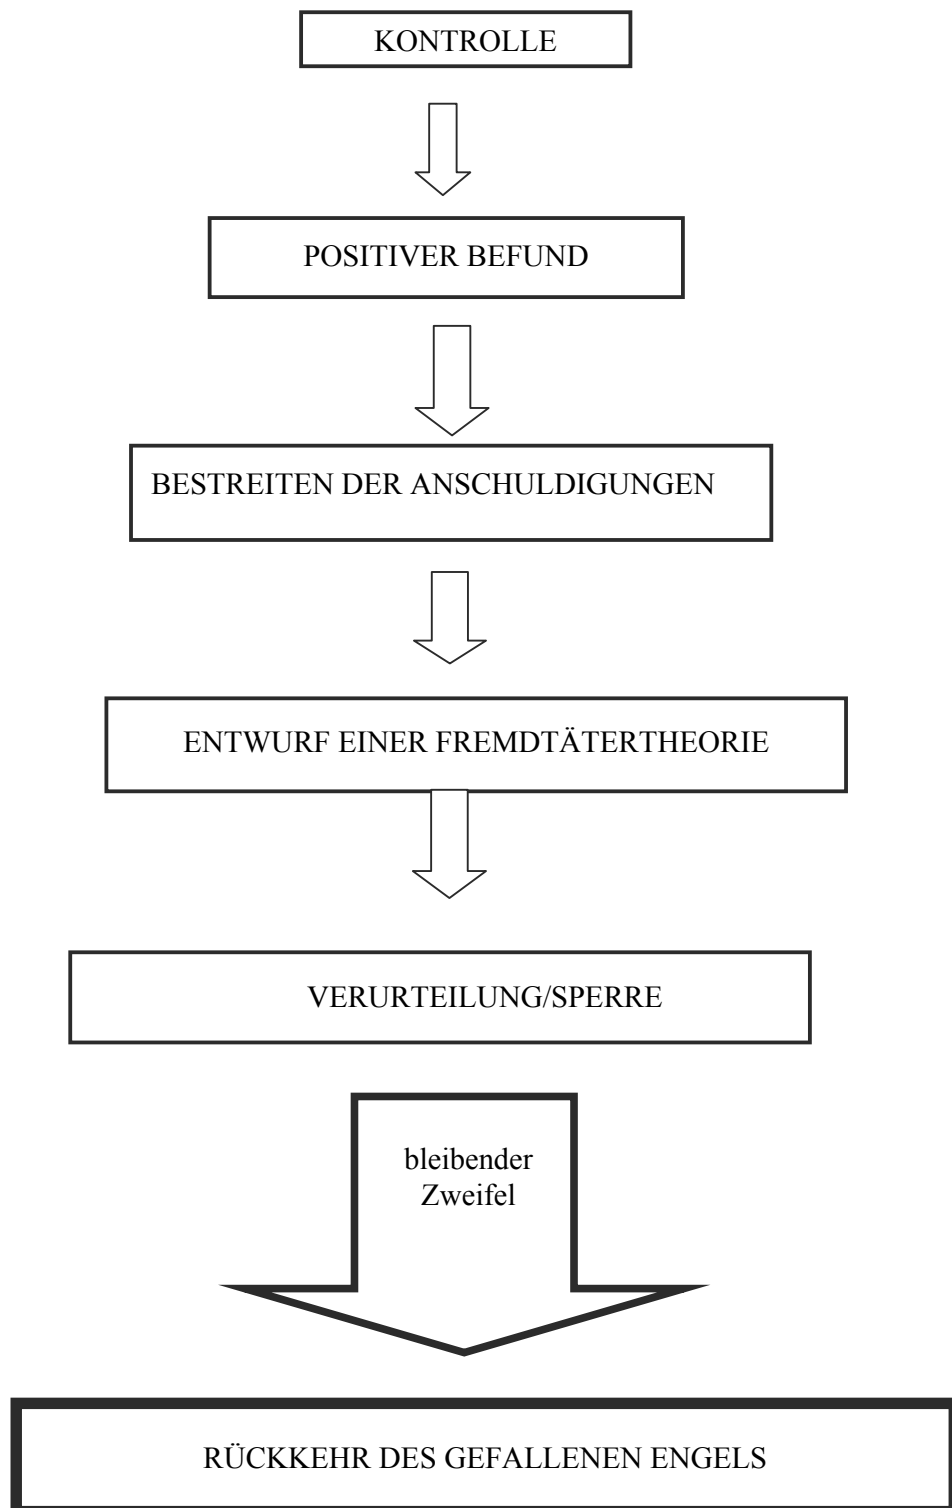 KONTROLLE
POSITIVER BEFUND
BESTREITEN DER ANSCHULDIGUNGEN
ENTWURF EINER FREMDTÄTERTHEORIE
VERURTEILUNG/SPERRE
bleibender
Zweifel
RÜCKKEHR DES GEFALLENEN ENGELS